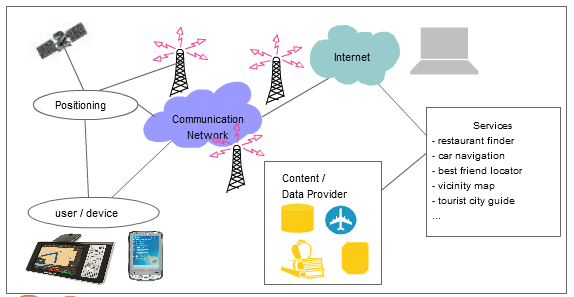 Internet
Positioning
Communication
Network
Services
- restaurant finder
- car navigation
- best friend locator
- vicinity map
- tourist city guide
...
Content /
Data Provider
user / device